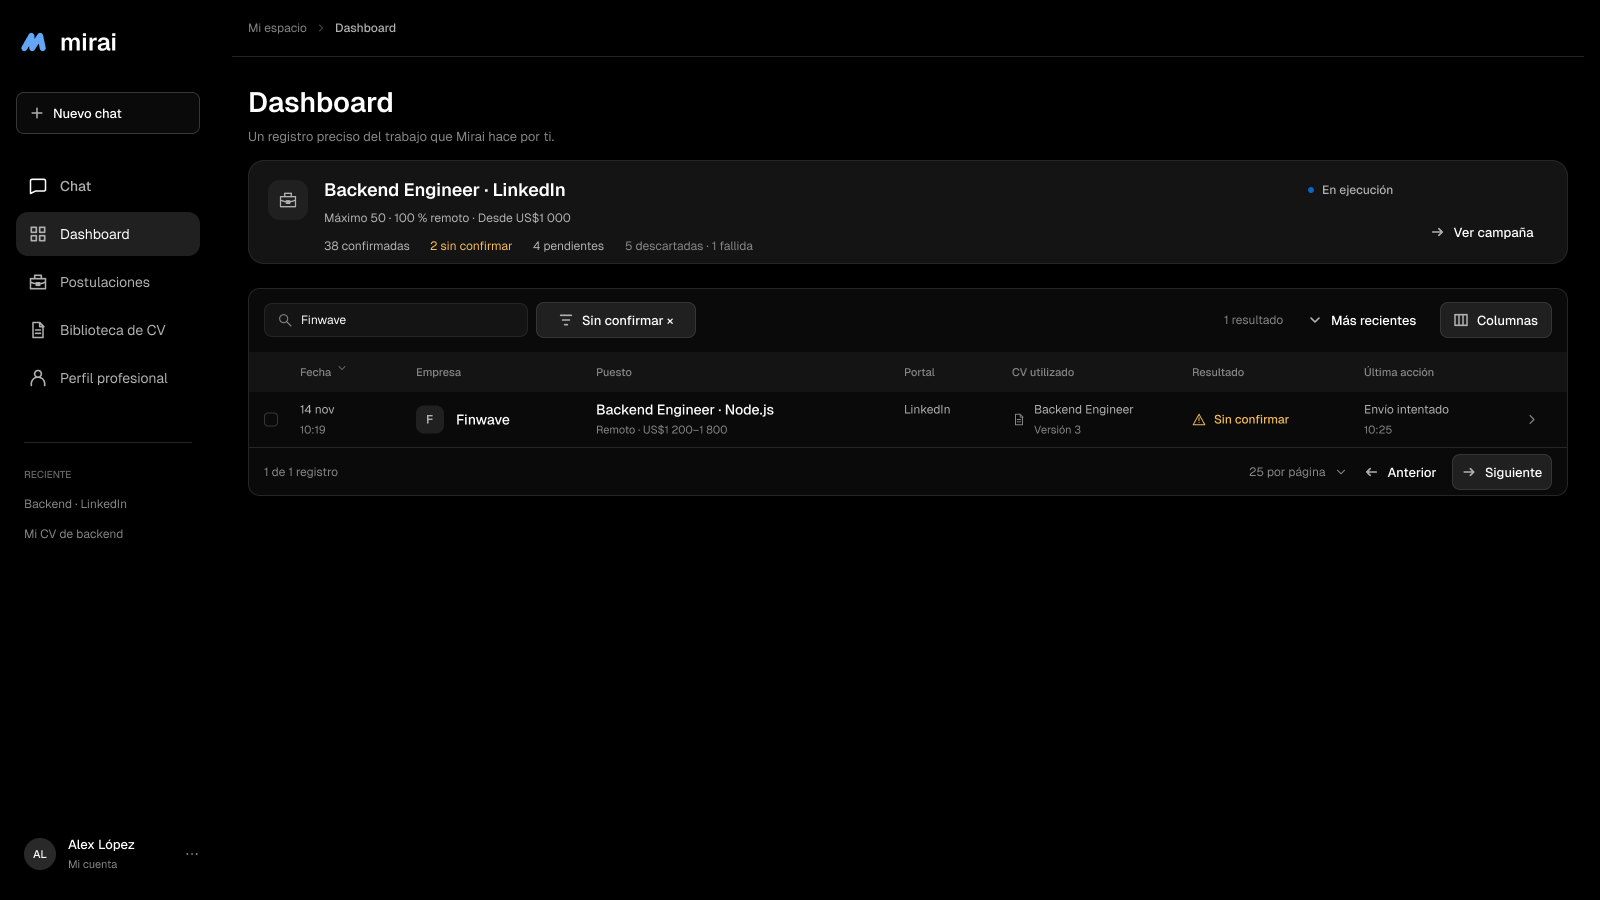 mirai
Nuevo chat
Chat
Dashboard
Postulaciones
Biblioteca de CV
Perfil profesional
RECIENTE
Backend · LinkedIn
Mi CV de backend
AL
Alex López
Mi cuenta
Mi espacio > Dashboard
Dashboard
Un registro preciso del trabajo que Mirai hace por ti.
Backend Engineer · LinkedIn
Máximo 50 · 100 % remoto · Desde US$1 000
38 confirmadas 2 sin confirmar 4 pendientes 5 descartadas · 1 fallida
En ejecución
Ver campaña
Finwave Sin confirmar × 1 resultado Más recientes Columnas
Fecha Empresa Puesto Portal CV utilizado Resultado Última acción
14 nov
10:19
F Finwave
Backend Engineer · Node.js
Remoto · US$1 200–1 800
LinkedIn
Backend Engineer
Versión 3
Sin confirmar
Envío intentado
10:25
1 de 1 registro 25 por página Anterior Siguiente